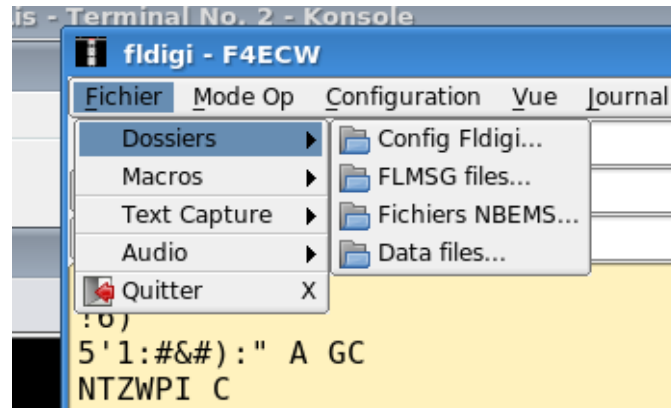 is - Terminal No. 2 - Konsole
fldigi - F4ECW
Fichier Mode Op Configuration Vue Journal
Dossiers
Macros
Text Capture
Audio
Quitter X
Config Fldigi...
FLMSG files...
Fichiers NBEMS...
Data files...
!6)
5'1:#&#):" A GC
NTZWPI C